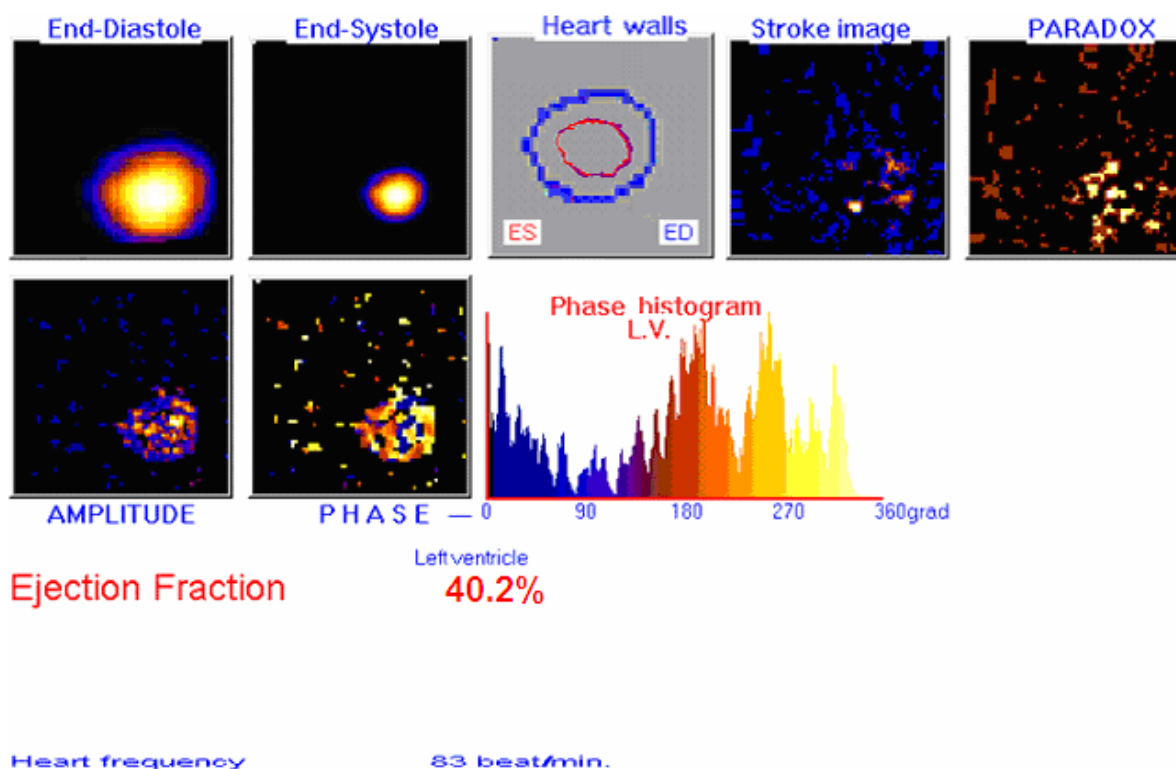 End-Diastole
End-Systole
Heart walls
Stroke image
PARADOX
ES
ED
Phase histogram
L.V.
AMPLITUDE
PHASE —
0 90 180 270 360grad
Left ventricle
Ejection Fraction 40.2%
Heart frequency 83 beat/min.